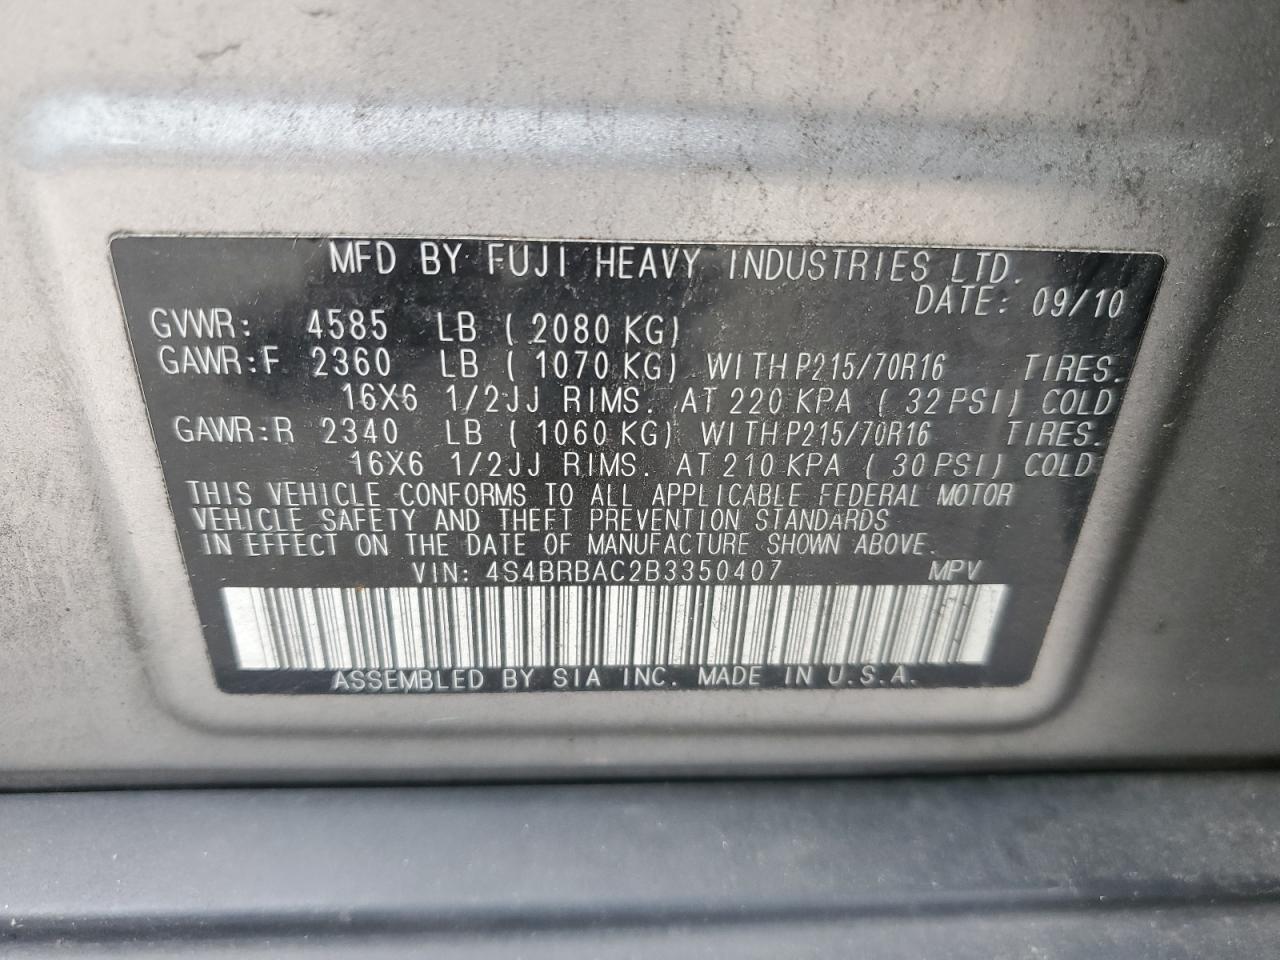 MFD BY FUJI HEAVY INDUSTRIES LTD.
DATE: 09/10
GVWR: 4585 LB ( 2080 KG)
GAWR:F 2360 LB ( 1070 KG) WITH P215/70R16 TIRES.
16X6 1/2JJ RIMS. AT 220 KPA ( 32 PSI) COLD
GAWR:R 2340 LB ( 1060 KG) WITH P215/70R16 TIRES.
16X6 1/2JJ RIMS. AT 210 KPA ( 30 PSI) COLD
THIS VEHICLE CONFORMS TO ALL APPLICABLE FEDERAL MOTOR
VEHICLE SAFETY AND THEFT PREVENTION STANDARDS
IN EFFECT ON THE DATE OF MANUFACTURE SHOWN ABOVE.
VIN: 4S4BRBAC2B3350407 MPV
ASSEMBLED BY SIA INC. MADE IN U.S.A.